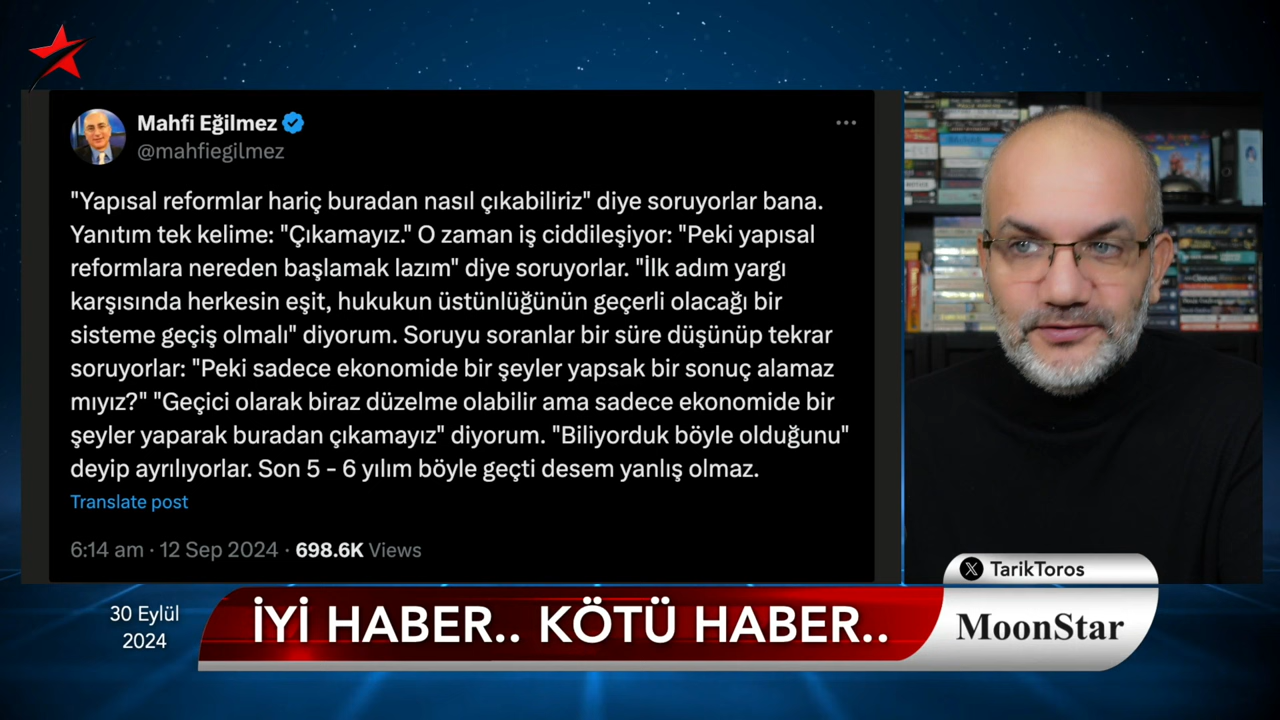 Mahfi Eğilmez
@mahfiegilmez
"Yapısal reformlar hariç buradan nasıl çıkabiliriz" diye soruyorlar bana.
Yanıtım tek kelime: "Çıkamayız." O zaman iş ciddileşiyor: "Peki yapısal
reformlara nereden başlamak lazım" diye soruyorlar. "İlk adım yargı
karşısında herkesin eşit, hukukun üstünlüğünün geçerli olacağı bir
sisteme geçiş olmalı" diyorum. Soruyu soranlar bir süre düşünüp tekrar
soruyorlar: "Peki sadece ekonomide bir şeyler yapsak bir sonuç alamaz
mıyız?" "Geçici olarak biraz düzelme olabilir ama sadece ekonomide bir
şeyler yaparak buradan çıkamayız" diyorum. "Biliyorduk böyle olduğunu"
deyip ayrılıyorlar. Son 5 - 6 yılım böyle geçti desem yanlış olmaz.
Translate post
6:14 am · 12 Sep 2024 · 698.6K Views
TarikToros
30 Eylül
2024
İYİ HABER.. KÖTÜ HABER..
MoonStar